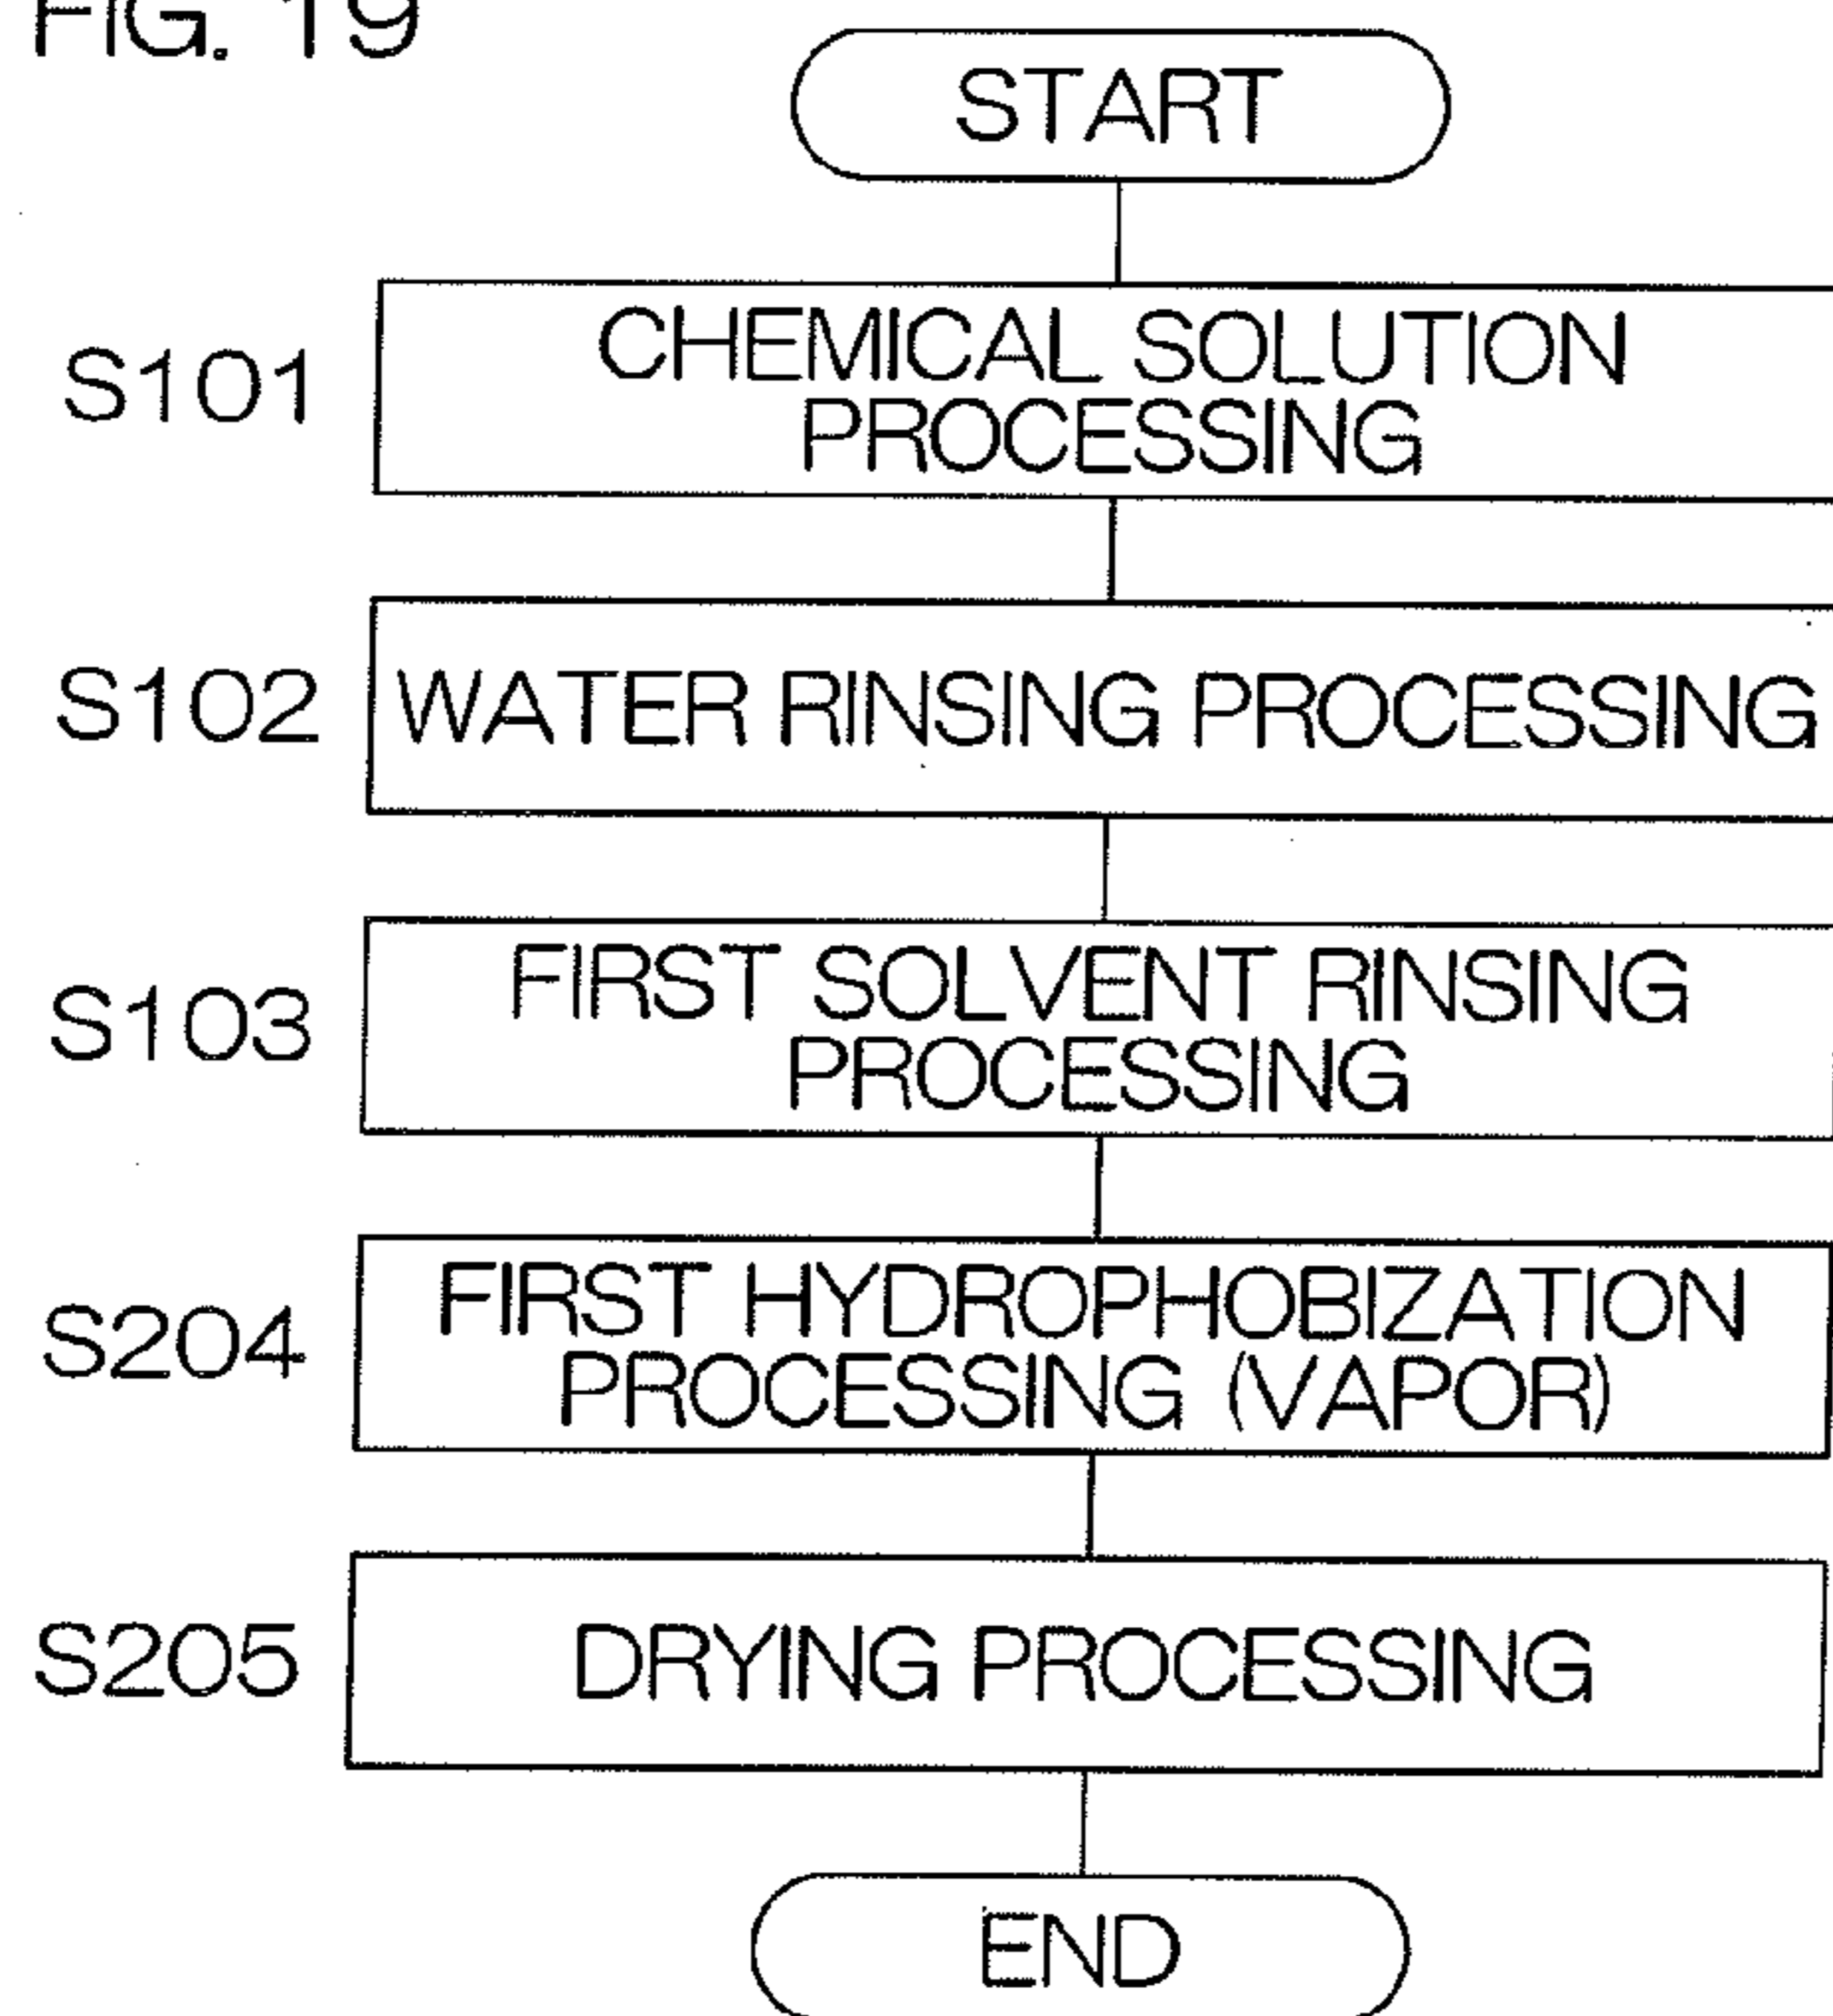 FIG. 19
START
S101
CHEMICAL SOLUTION
PROCESSING
S102
WATER RINSING PROCESSING
S103
FIRST SOLVENT RINSING
PROCESSING
S204
FIRST HYDROPHOBIZATION
PROCESSING (VAPOR)
S205
DRYING PROCESSING
END